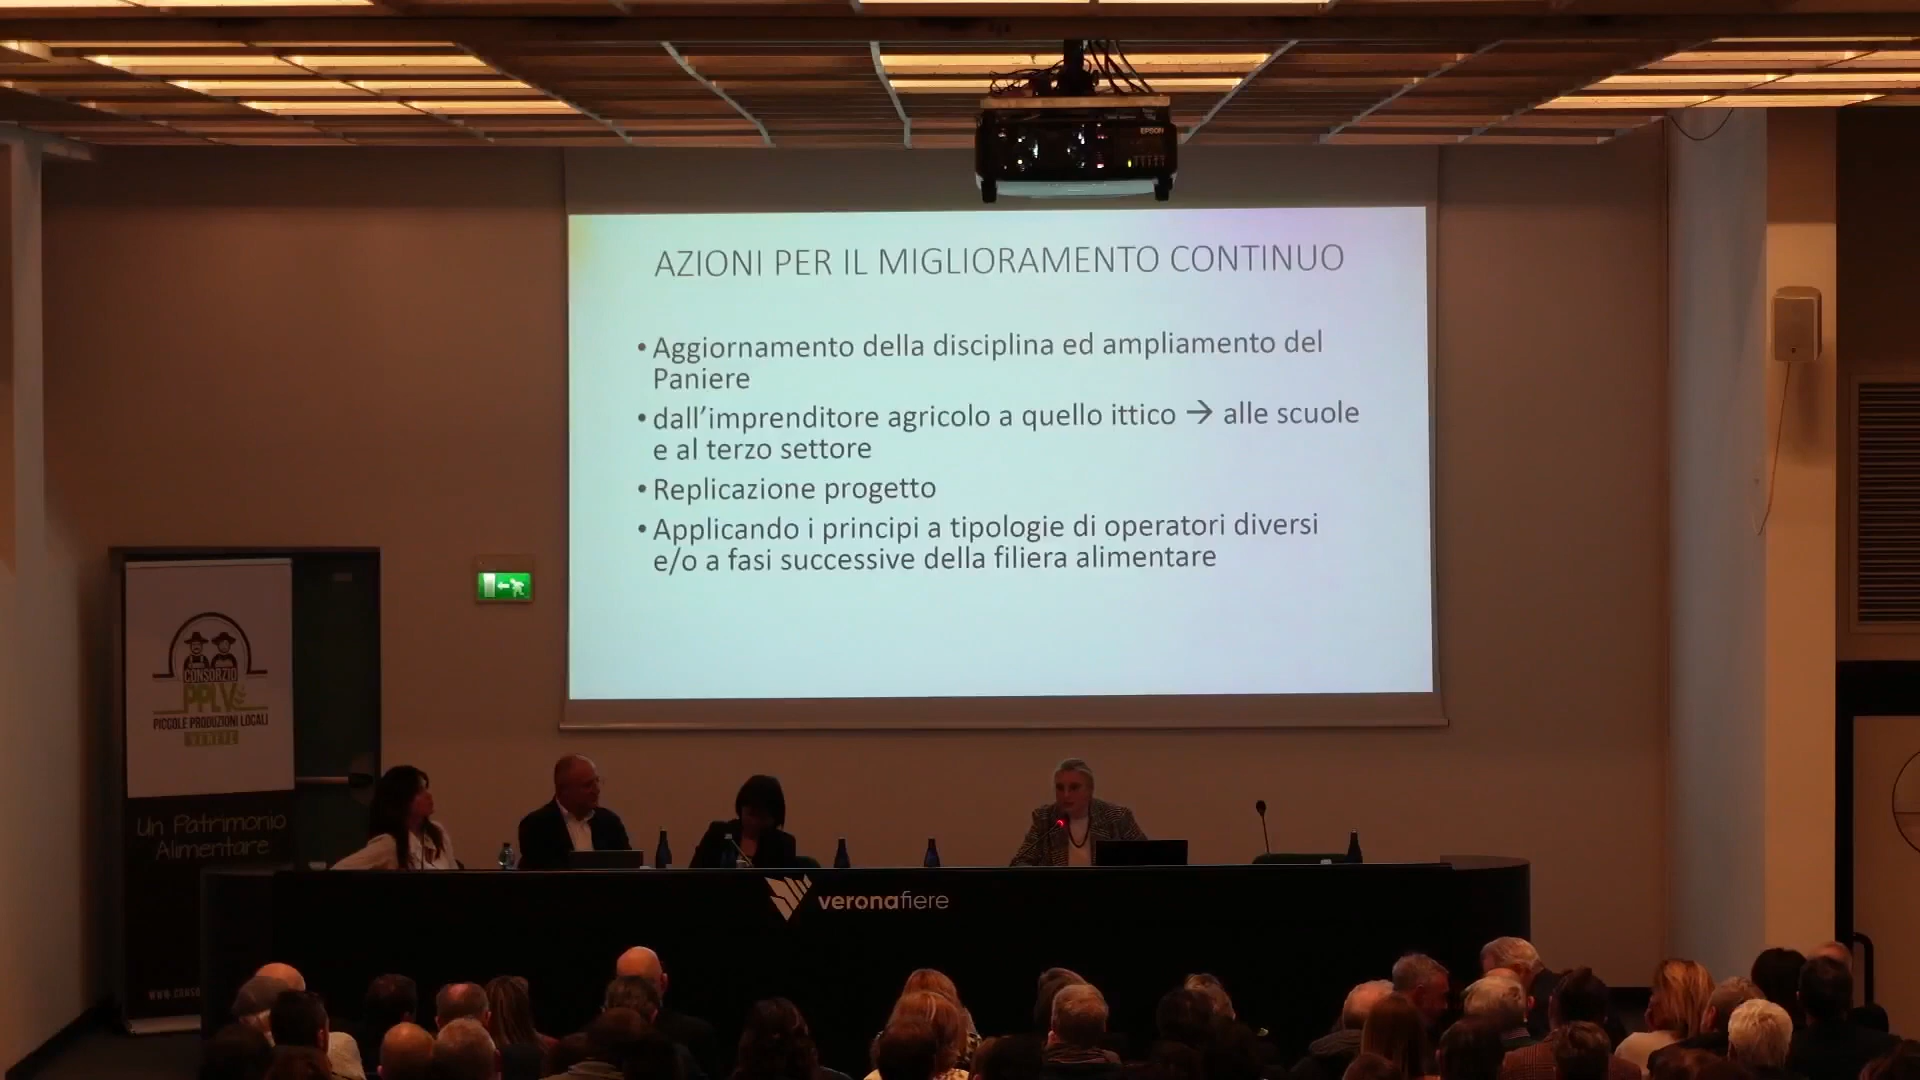 EPSON
AZIONI PER IL MIGLIORAMENTO CONTINUO
• Aggiornamento della disciplina ed ampliamento del
Paniere
• dall'imprenditore agricolo a quello ittico → alle scuole
e al terzo settore
• Replicazione progetto
• Applicando i principi a tipologie di operatori diversi
e/o a fasi successive della filiera alimentare
CONSORZIO
PPLV
PICCOLE PRODUZIONI LOCALI
VENETE
Un Patrimonio
Alimentare
veronafiere